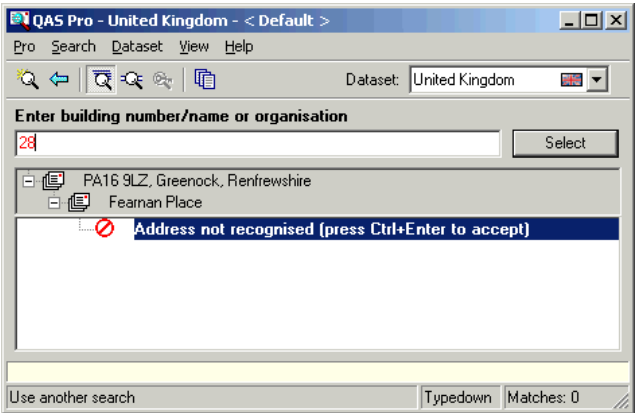 QAS Pro - United Kingdom - < Default >
Pro Search Dataset View Help
Dataset: United Kingdom
Enter building number/name or organisation
28 Select
PA16 9LZ, Greenock, Renfrewshire
Fearnan Place
Address not recognised (press Ctrl+Enter to accept)
Use another search Typedown Matches: 0